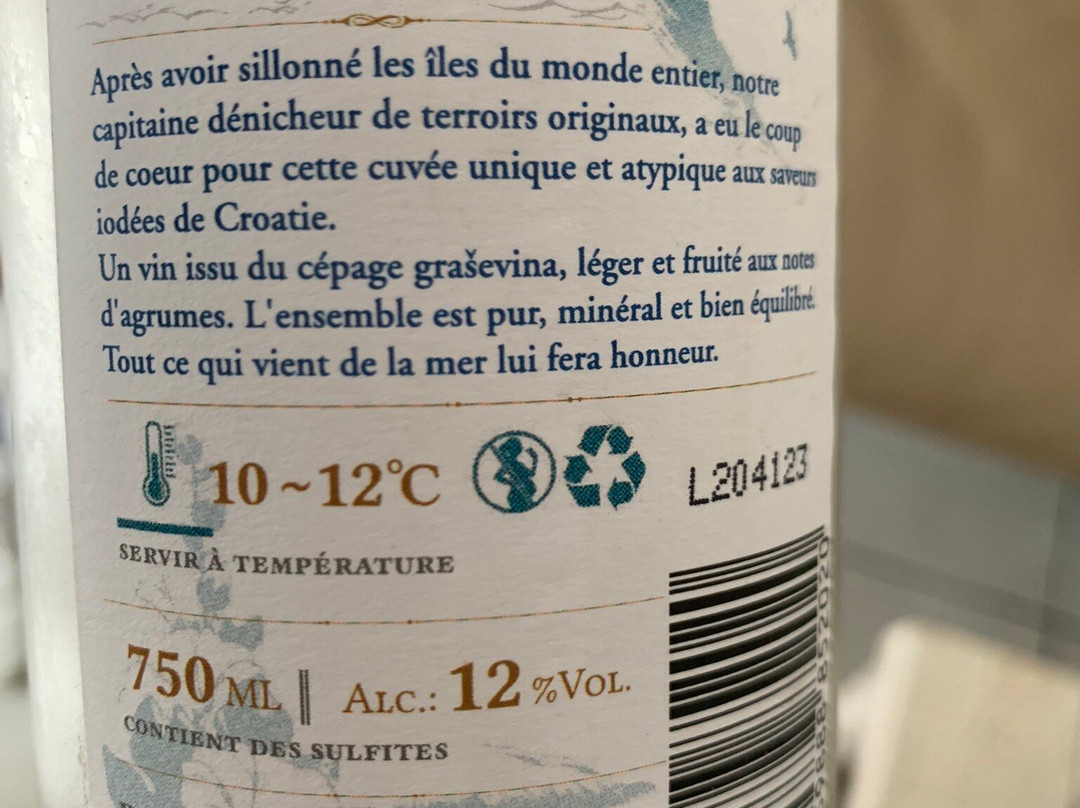 Après avoir sillonné les îles du monde entier, notre
capitaine dénicheur de terroirs originaux, a eu le coup
de coeur pour cette cuvée unique et atypique aux saveurs
iodées de Croatie.
Un vin issu du cépage graševina, léger et fruité aux notes
d'agrumes. L'ensemble est pur, minéral et bien équilibré.
Tout ce qui vient de la mer lui fera honneur.
10 ~ 12°C
L204123
SERVIR À TEMPÉRATURE
750 ML || ALC.: 12 %VOL.
CONTIENT DES SULFITES